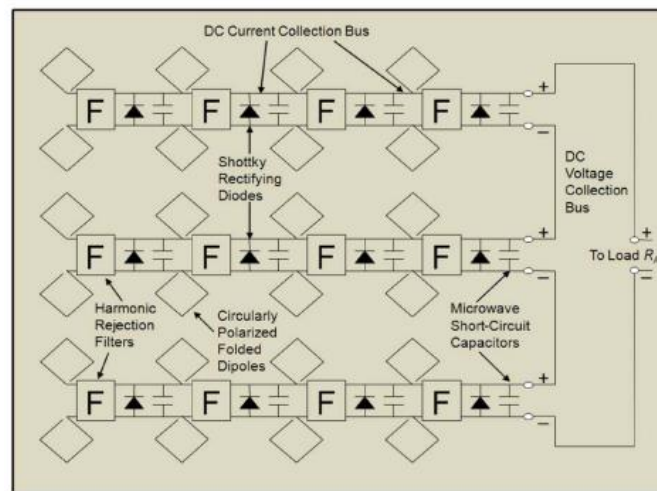 DC Current Collection Bus
F F F F
+
−
Shottky
Rectifying
Diodes
DC
Voltage
Collection
Bus
+
F F F F
+
−
To Load R
−
Harmonic
Rejection
Filters
Circularly
Polarized
Folded
Dipoles
Microwave
Short-Circuit
Capacitors
F F F F
+
−